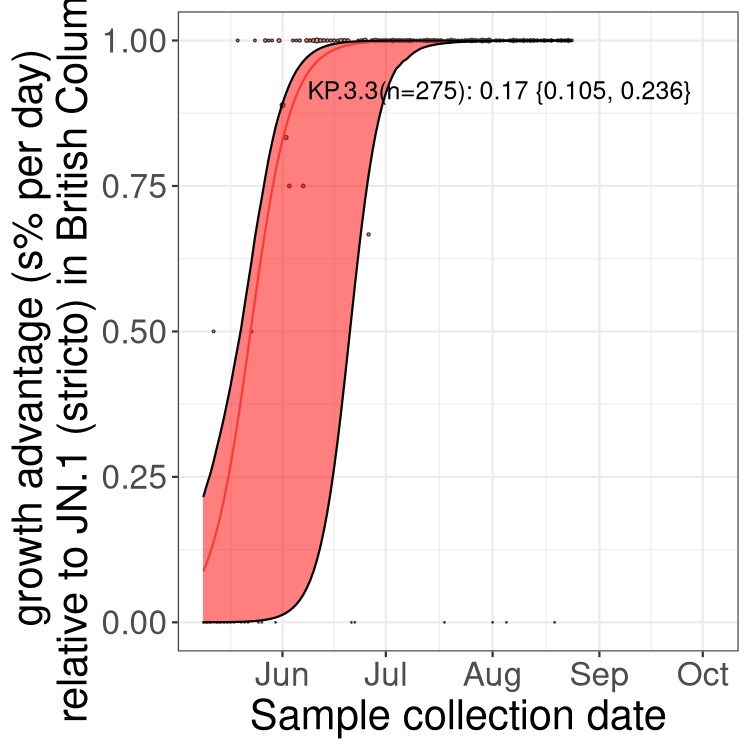 growth advantage (s% per day)
relative to JN.1 (stricto) in British Colum
1.00
0.75
0.50
0.25
0.00
KP.3.3(n=275): 0.17 {0.105, 0.236}
Jun Jul Aug Sep Oct
Sample collection date